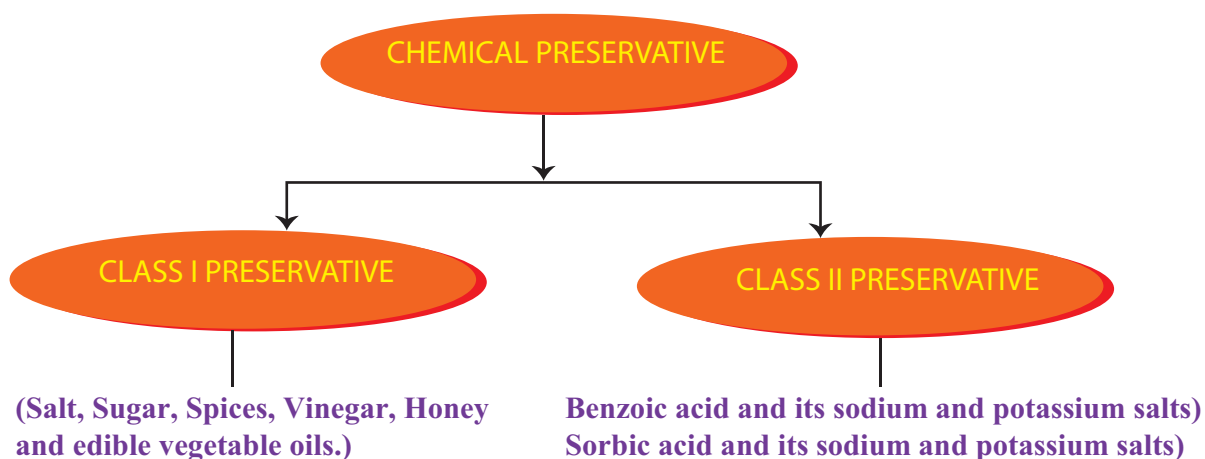 CHEMICAL PRESERVATIVE
CLASS I PRESERVATIVE
CLASS II PRESERVATIVE
(Salt, Sugar, Spices, Vinegar, Honey
and edible vegetable oils.)
Benzoic acid and its sodium and potassium salts)
Sorbic acid and its sodium and potassium salts)